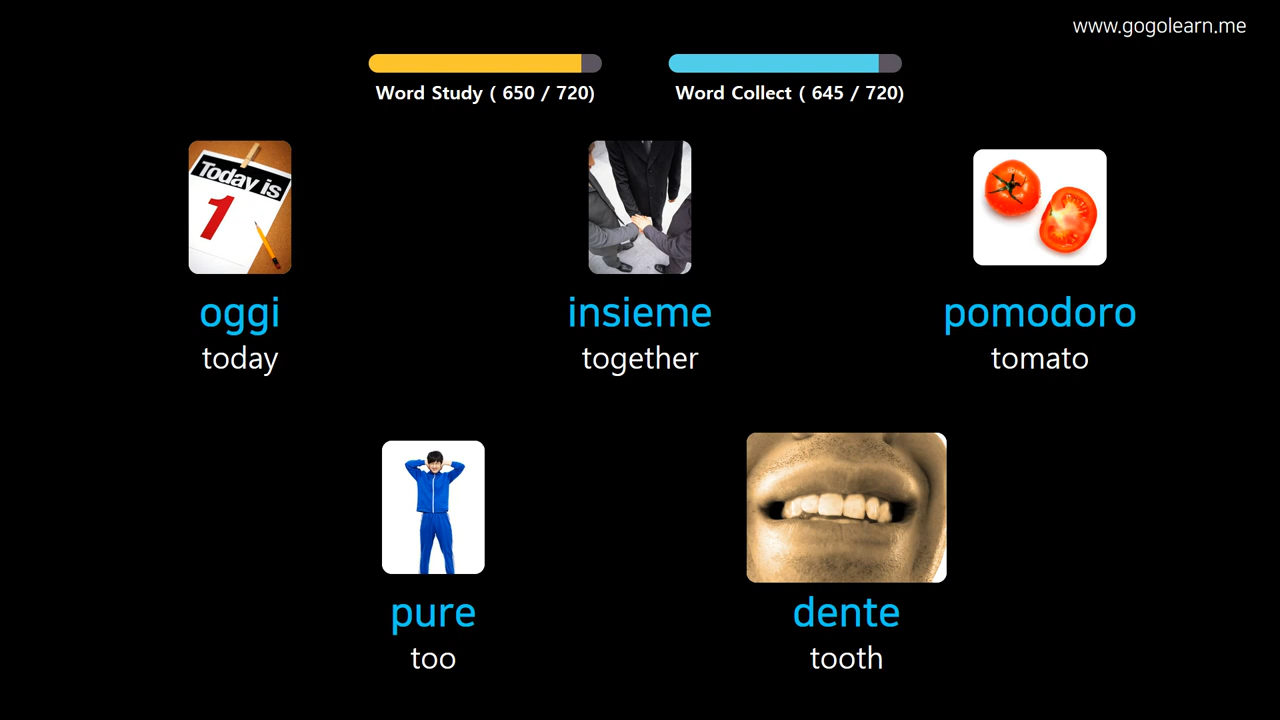 www.gogolearn.me
Word Study ( 650 / 720)
Word Collect ( 645 / 720)
Today is
1
oggi
today
insieme
together
pomodoro
tomato
pure
too
dente
tooth